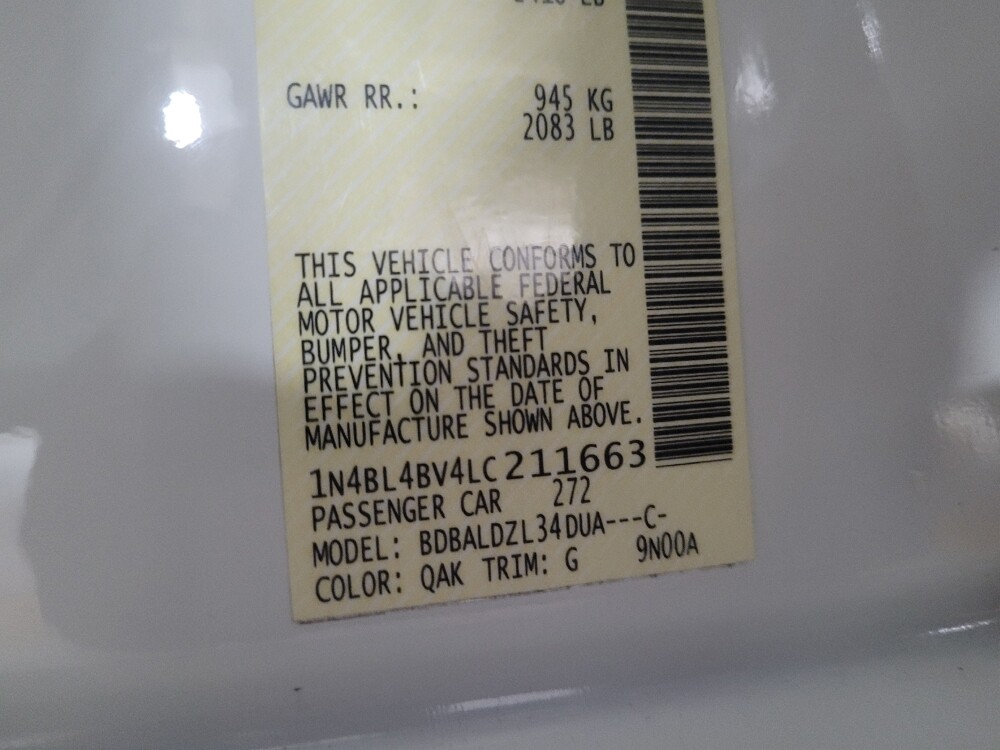 GAWR RR.: 945 KG
2083 LB
THIS VEHICLE CONFORMS TO
ALL APPLICABLE FEDERAL
MOTOR VEHICLE SAFETY,
BUMPER, AND THEFT
PREVENTION STANDARDS IN
EFFECT ON THE DATE OF
MANUFACTURE SHOWN ABOVE.
1N4BL4BV4LC211663
PASSENGER CAR 272
MODEL: BDBALDZL34DUA---C-
COLOR: QAK TRIM: G 9N00A